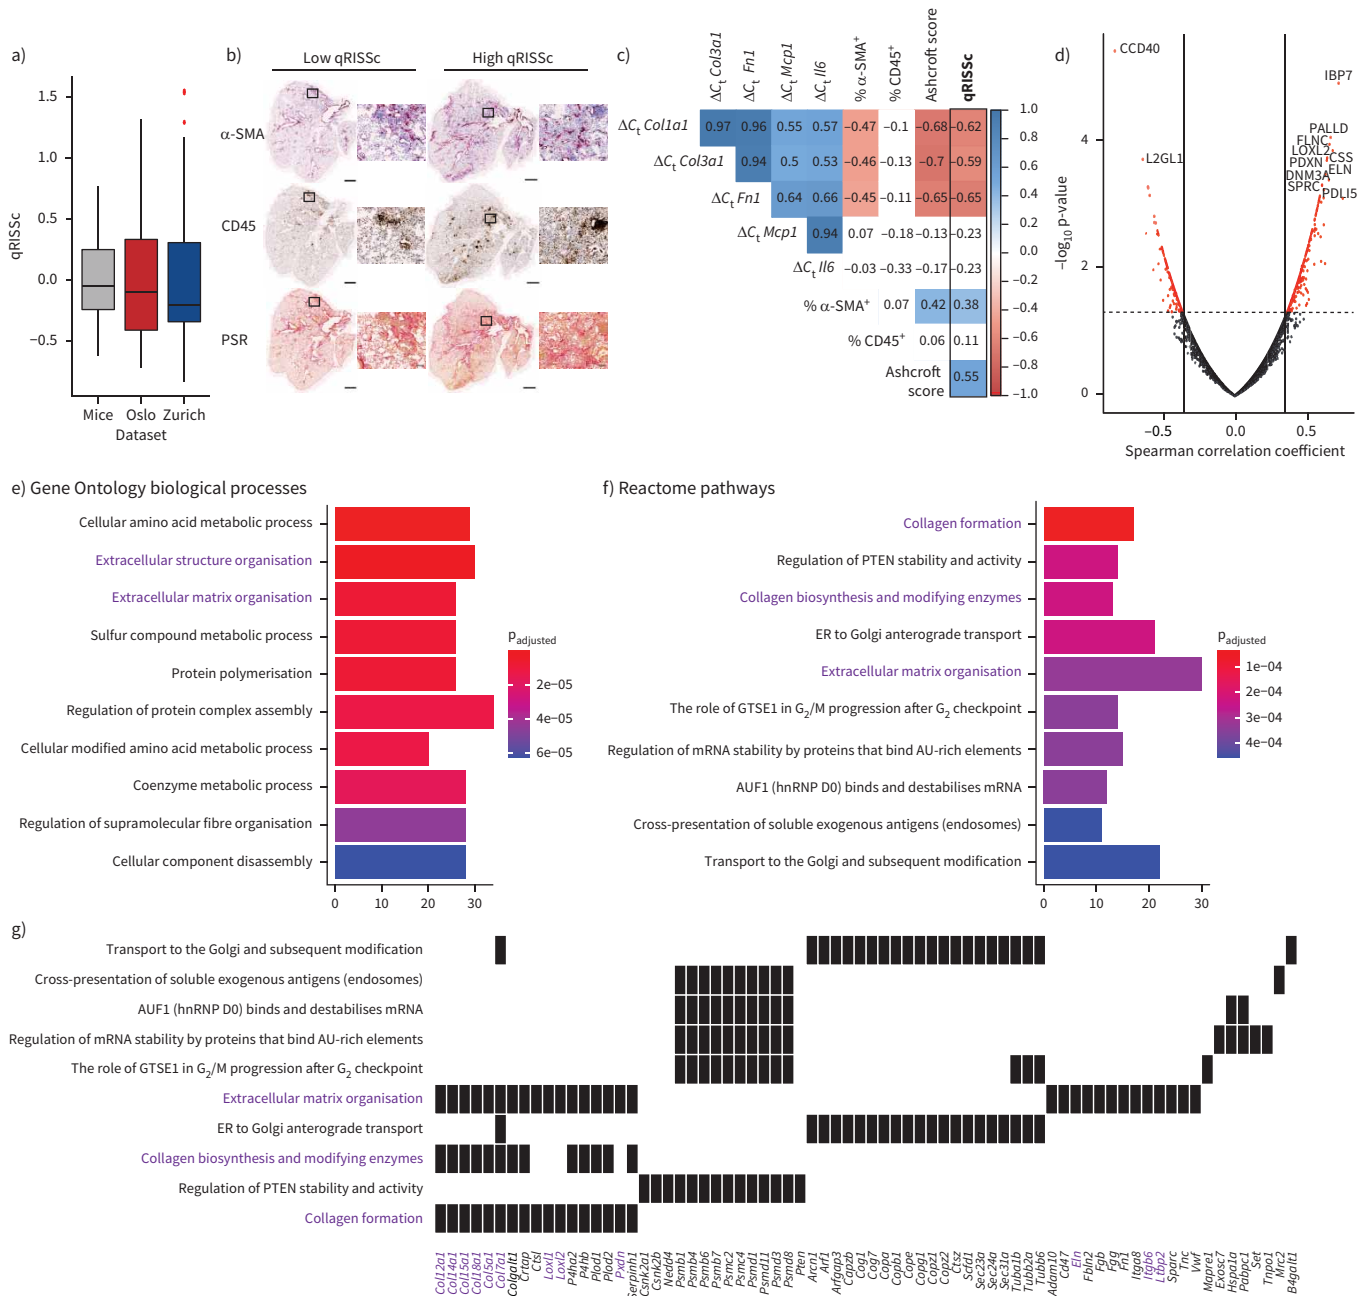 a)
qRISSc
1.5
1.0
0.5
0.0
−0.5
Mice Oslo Zurich
Dataset
b)
Low qRISSc High qRISSc
α-SMA
CD45
PSR
c)
ΔCt Col3a1
ΔCt Fn1
ΔCt Mcp1
ΔCt Il6
% α-SMA+
% CD45+
Ashcroft score
qRISSc
ΔCt Col1a1 0.97 0.96 0.55 0.57 −0.47 −0.1 −0.68 −0.62
ΔCt Col3a1 0.94 0.5 0.53 −0.46 −0.13 −0.7 −0.59
ΔCt Fn1 0.64 0.66 −0.45 −0.11 −0.65 −0.65
ΔCt Mcp1 0.94 0.07 −0.18 −0.13 −0.23
ΔCt Il6 −0.03 −0.33 −0.17 −0.23
% α-SMA+ 0.07 0.42 0.38
% CD45+ 0.06 0.11
Ashcroft
score 0.55
1.0
0.8
0.6
0.4
0.2
0.0
−0.2
−0.4
−0.6
−0.8
−1.0
d)
−log10 p-value
4
2
0
CCD40
IBP7
PALLD
FLNC
LOXL2
CSS
PDXN
ELN
DNM3A
SPRC
PDLI5
L2GL1
−0.5 0.0 0.5
Spearman correlation coefficient
e) Gene Ontology biological processes
Cellular amino acid metabolic process
Extracellular structure organisation
Extracellular matrix organisation
Sulfur compound metabolic process
Protein polymerisation
Regulation of protein complex assembly
Cellular modified amino acid metabolic process
Coenzyme metabolic process
Regulation of supramolecular fibre organisation
Cellular component disassembly
0 10 20 30
padjusted
2e−05
4e−05
6e−05
f) Reactome pathways
Collagen formation
Regulation of PTEN stability and activity
Collagen biosynthesis and modifying enzymes
ER to Golgi anterograde transport
Extracellular matrix organisation
The role of GTSE1 in G2/M progression after G2 checkpoint
Regulation of mRNA stability by proteins that bind AU-rich elements
AUF1 (hnRNP D0) binds and destabilises mRNA
Cross-presentation of soluble exogenous antigens (endosomes)
Transport to the Golgi and subsequent modification
0 10 20 30
padjusted
1e−04
2e−04
3e−04
4e−04
g)
Transport to the Golgi and subsequent modification
Cross-presentation of soluble exogenous antigens (endosomes)
AUF1 (hnRNP D0) binds and destabilises mRNA
Regulation of mRNA stability by proteins that bind AU-rich elements
The role of GTSE1 in G2/M progression after G2 checkpoint
Extracellular matrix organisation
ER to Golgi anterograde transport
Collagen biosynthesis and modifying enzymes
Regulation of PTEN stability and activity
Collagen formation
Col12a1
Col14a1
Col15a1
Col18a1
Col5a1
Col7a1
Colgalt1
Crtap
Ctsl
Loxl1
Loxl2
P4ha2
P4hb
Plod1
Plod2
Pxdn
Serpinh1
Csnk2a1
Csnk2b
Nedd4
Psmb1
Psmb4
Psmb6
Psmb7
Psmc2
Psmc4
Psmd1
Psmd11
Psmd3
Psmd8
Pten
Arcn1
Arf1
Arfgap3
Copzb
Cog1
Cog7
Copa
Copb1
Cope
Copg1
Copz1
Copz2
Ctsz
Scfd1
Sec23a
Sec24a
Sec31a
Tuba1b
Tubb2a
Tubb6
Adam10
Cd47
Eln
Fbln2
Fgb
Fgg
Fn1
Itga8
Itgb6
Ltbp2
Sparc
Tnc
Vwf
Mapre1
Exosc7
Hspa1a
Pabpc1
Set
Tnpo1
Mrc2
B4galt1